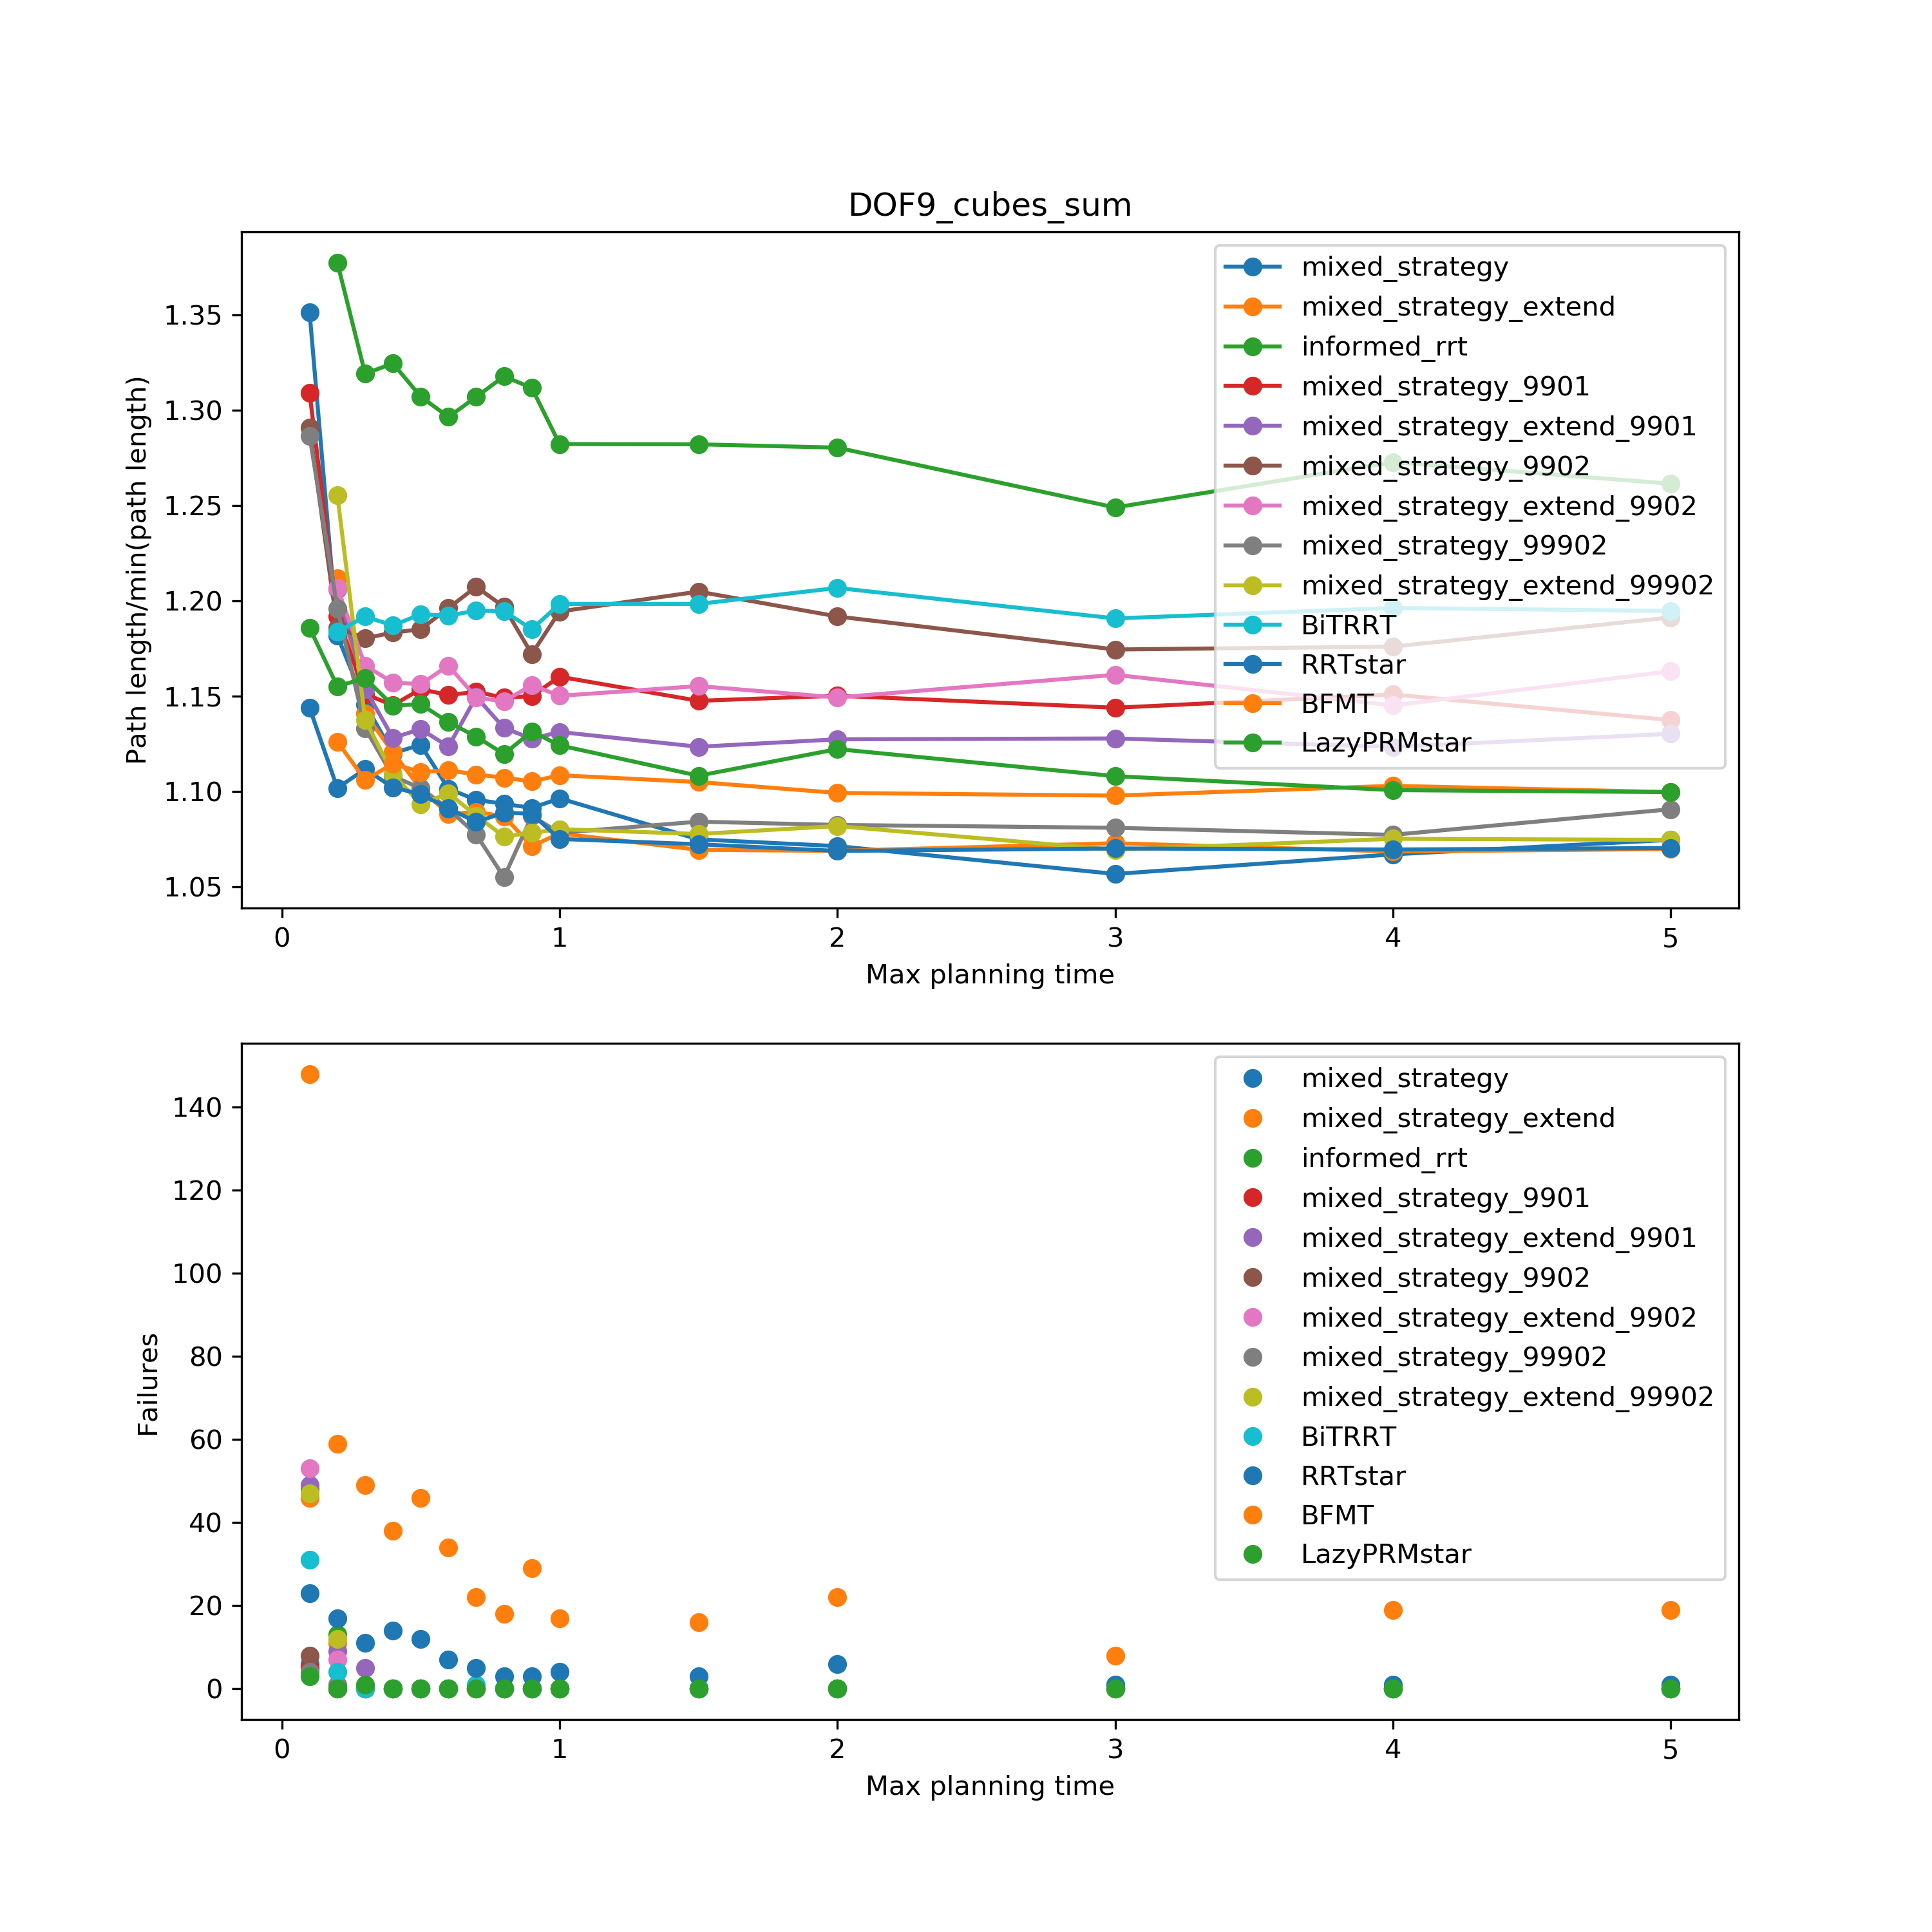 DOF9_cubes_sum
Path length/min(path length)
1.35
1.30
1.25
1.20
1.15
1.10
1.05
mixed_strategy
mixed_strategy_extend
informed_rrt
mixed_strategy_9901
mixed_strategy_extend_9901
mixed_strategy_9902
mixed_strategy_extend_9902
mixed_strategy_99902
mixed_strategy_extend_99902
BiTRRT
RRTstar
BFMT
LazyPRMstar
0 1 2 3 4 5
Max planning time
Failures
140
120
100
80
60
40
20
0
mixed_strategy
mixed_strategy_extend
informed_rrt
mixed_strategy_9901
mixed_strategy_extend_9901
mixed_strategy_9902
mixed_strategy_extend_9902
mixed_strategy_99902
mixed_strategy_extend_99902
BiTRRT
RRTstar
BFMT
LazyPRMstar
0 1 2 3 4 5
Max planning time